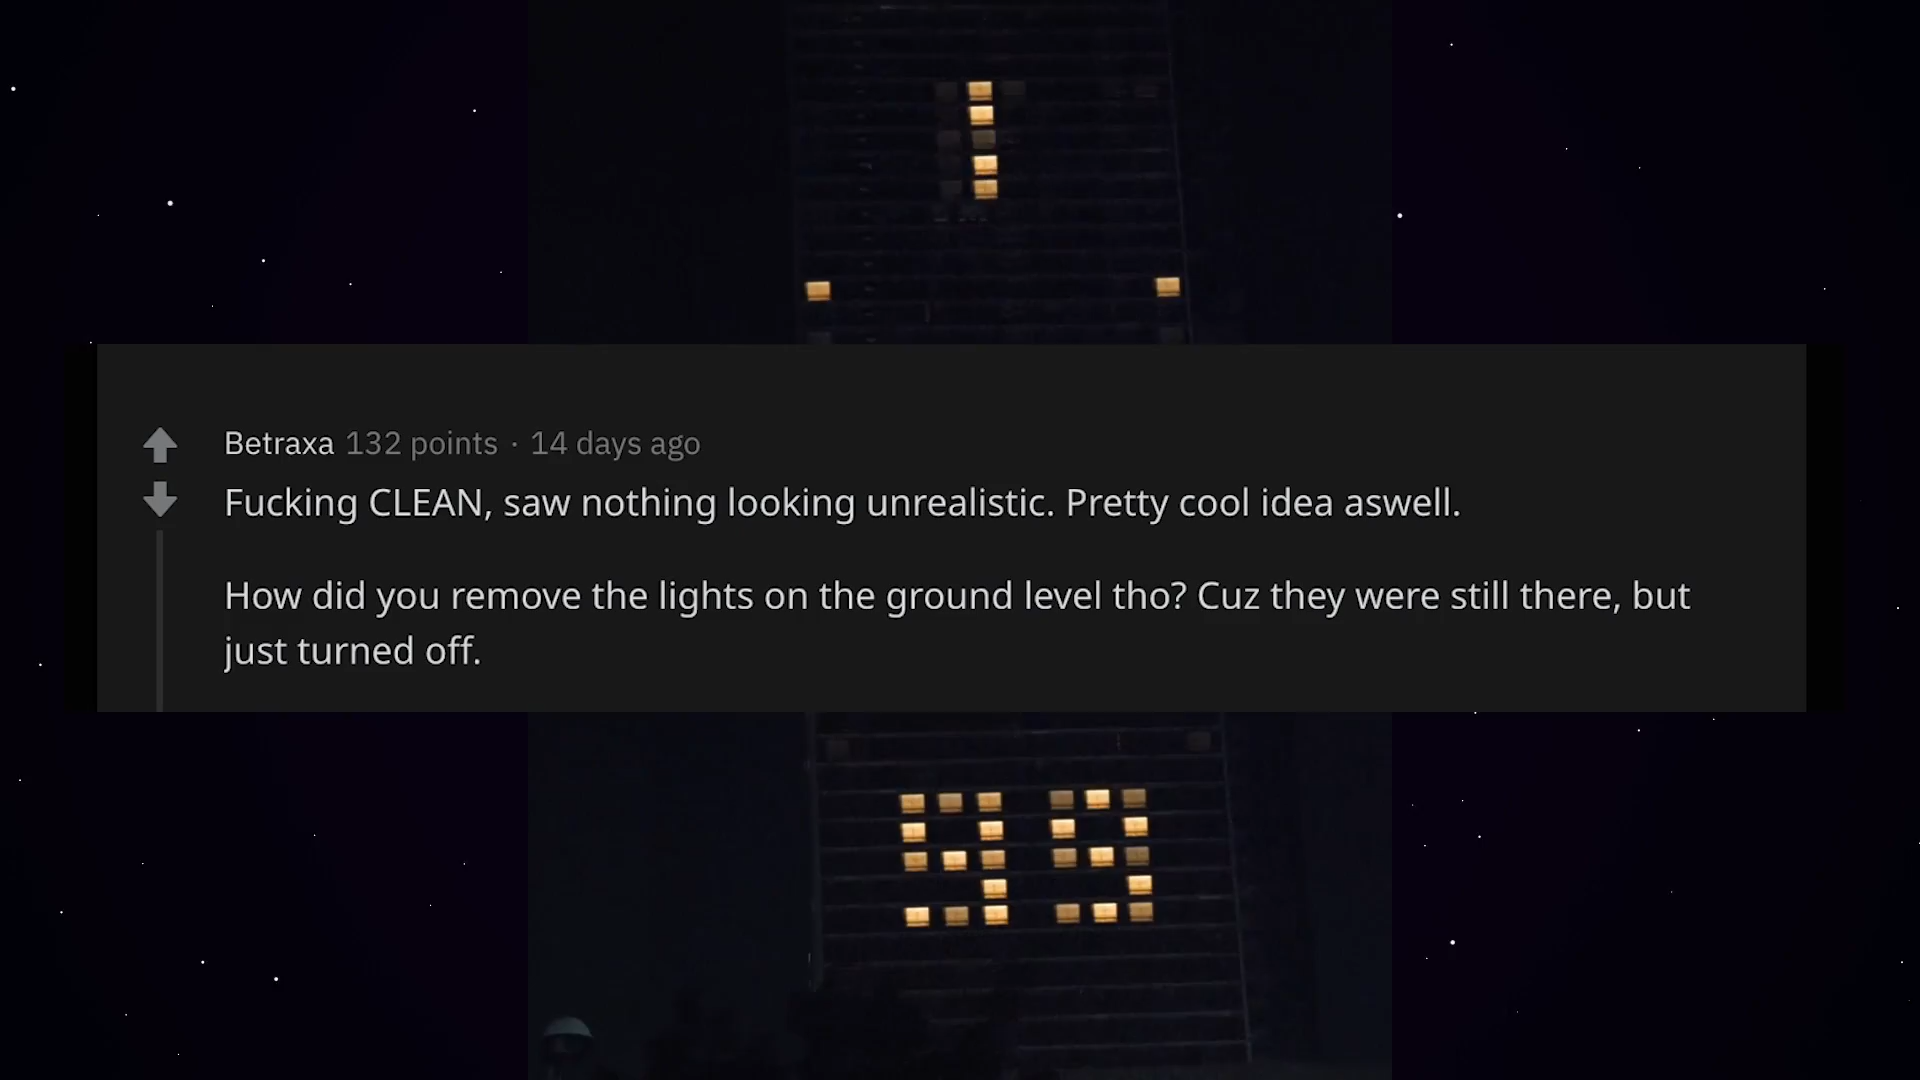 Betraxa 132 points · 14 days ago
Fucking CLEAN, saw nothing looking unrealistic. Pretty cool idea aswell.
How did you remove the lights on the ground level tho? Cuz they were still there, but
just turned off.
99